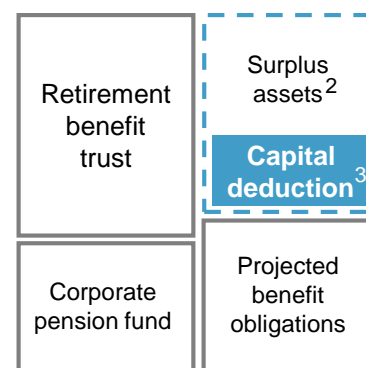 Retirement
benefit
trust
Surplus
assets2
Capital
deduction3
Corporate
pension fund
Projected
benefit
obligations